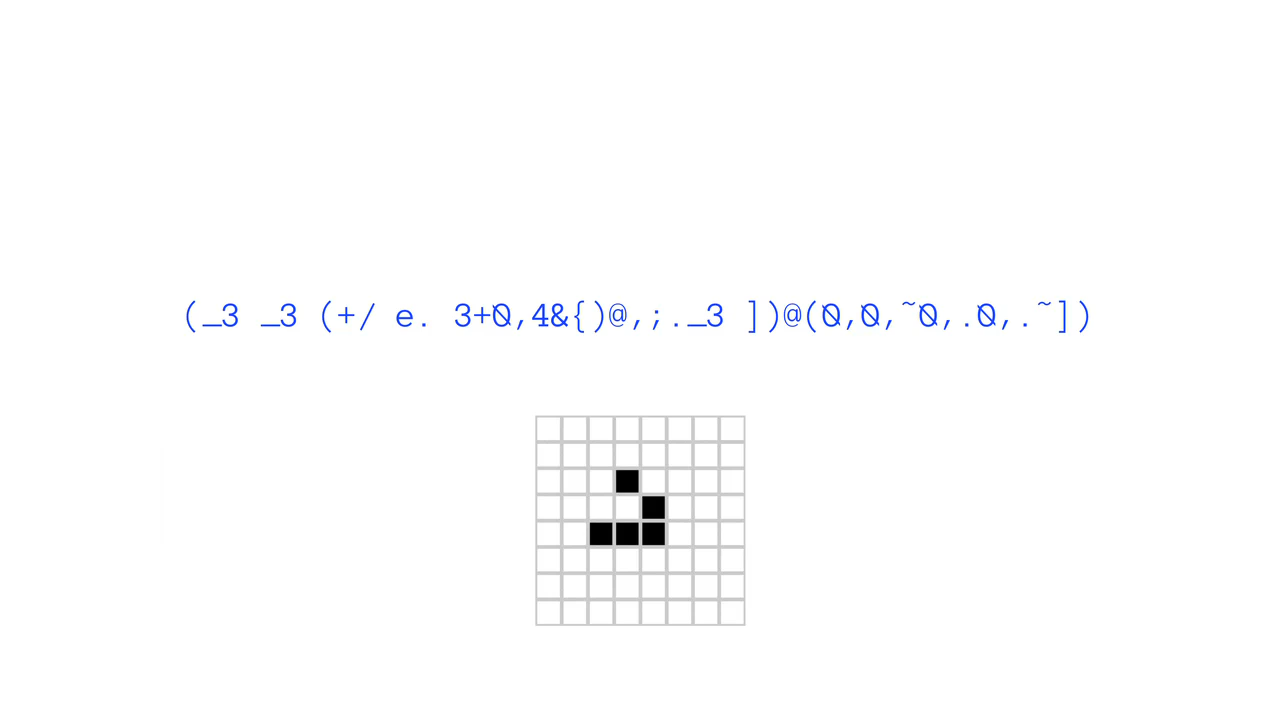 (_3 _3 (+/ e. 3+0,4&{)@,;._3 ])@(0,0,~0,.0,.~])